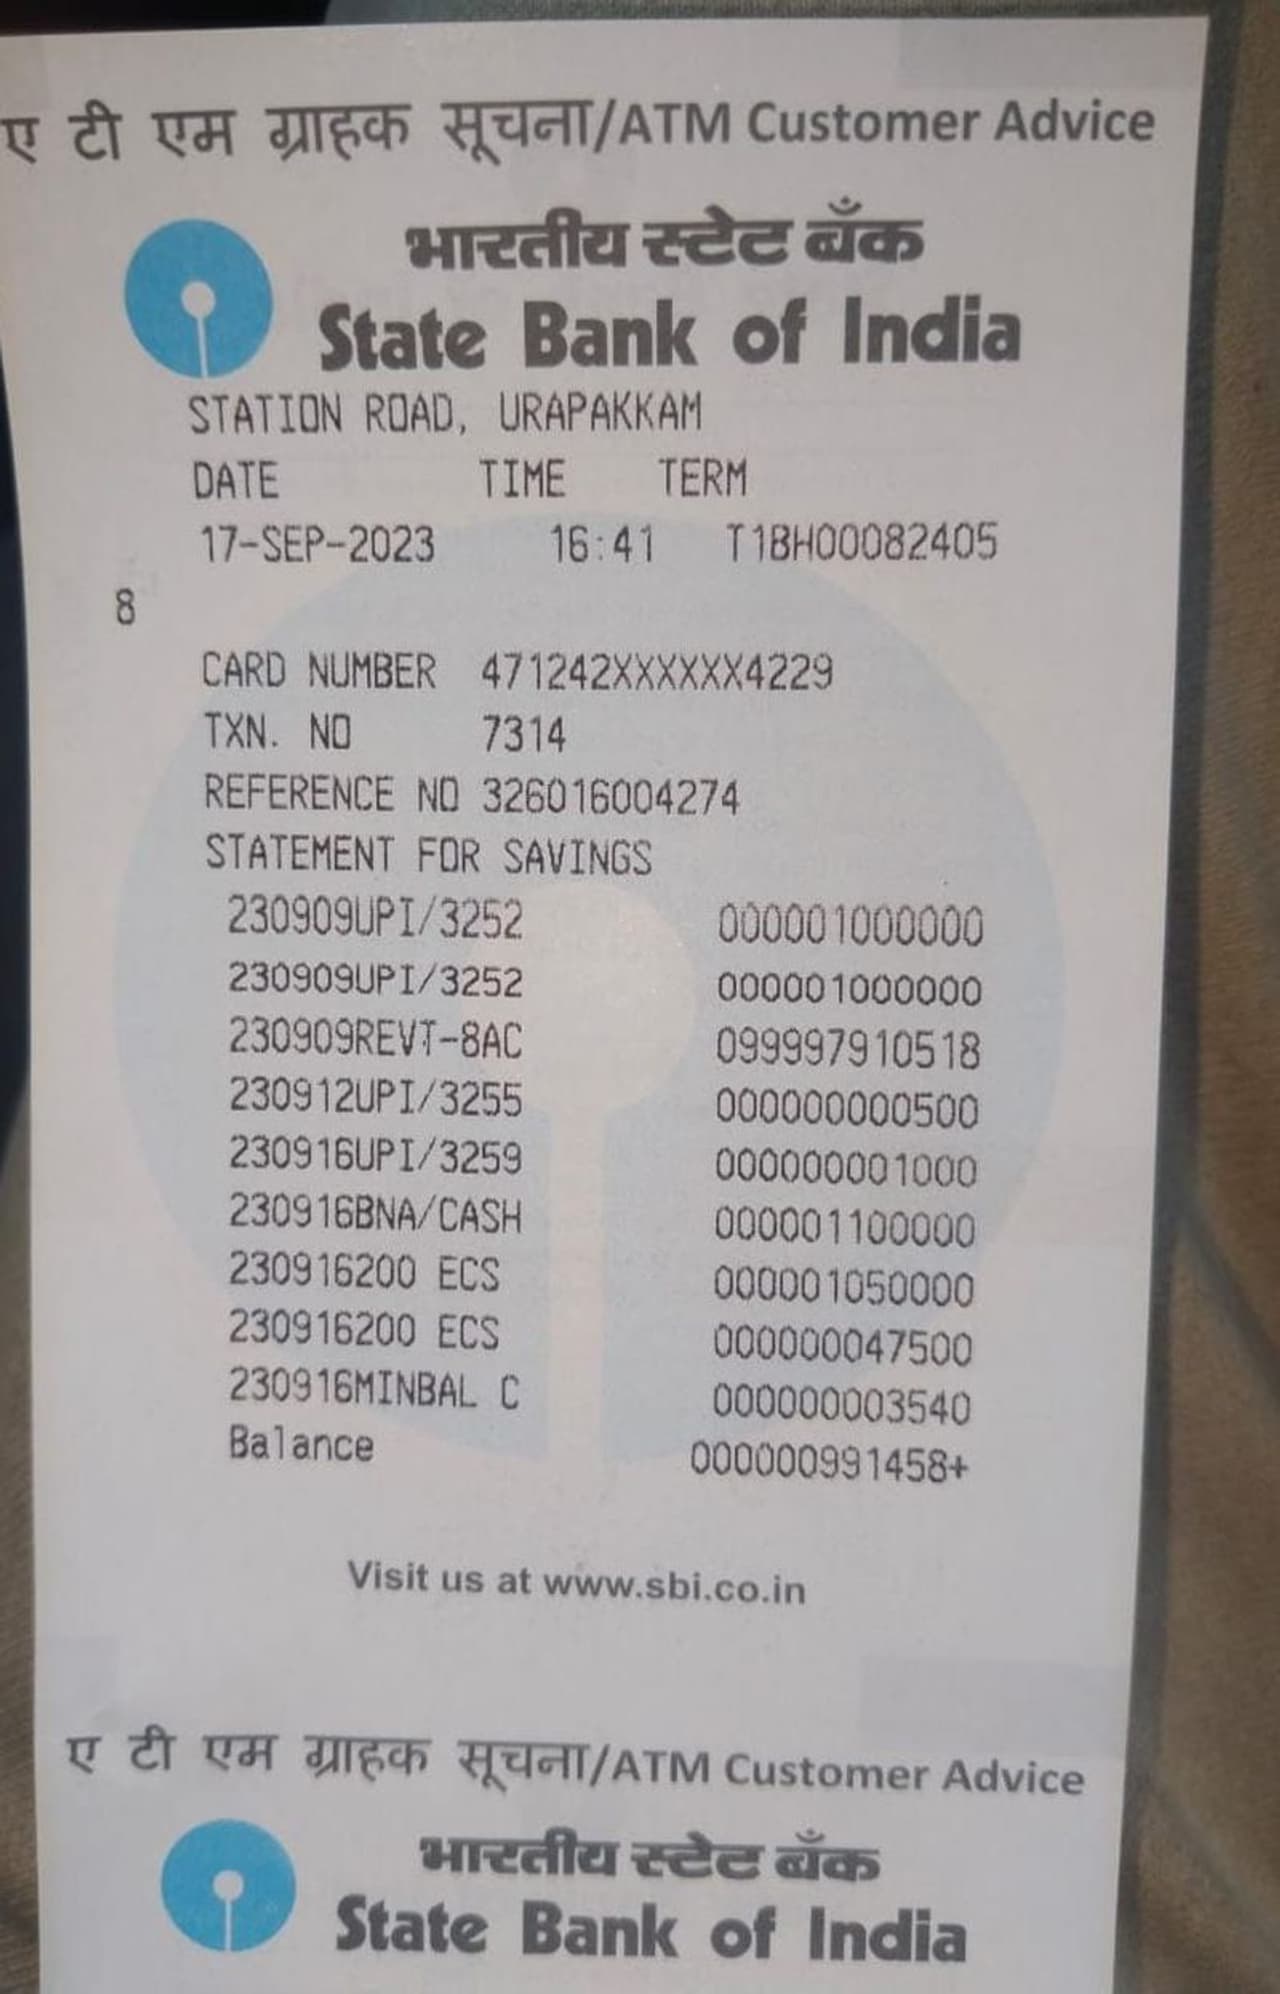 ए टी एम ग्राहक सूचना/ATM Customer Advice
भारतीय स्टेट बैंक
State Bank of India
STATION ROAD, URAPAKKAM
DATE TIME TERM
17-SEP-2023 16:41 T1BH00082405
8
CARD NUMBER 471242XXXXXX4229
TXN. NO 7314
REFERENCE NO 326016004274
STATEMENT FOR SAVINGS
230909UPI/3252 000001000000
230909UPI/3252 000001000000
230909REVT-8AC 099997910518
230912UPI/3255 000000000500
230916UPI/3259 000000001000
230916BNA/CASH 000001100000
230916200 ECS 000001050000
230916200 ECS 000000047500
230916MINBAL C 000000003540
Balance 000000991458+
Visit us at www.sbi.co.in
ए टी एम ग्राहक सूचना/ATM Customer Advice
भारतीय स्टेट बैंक
State Bank of India